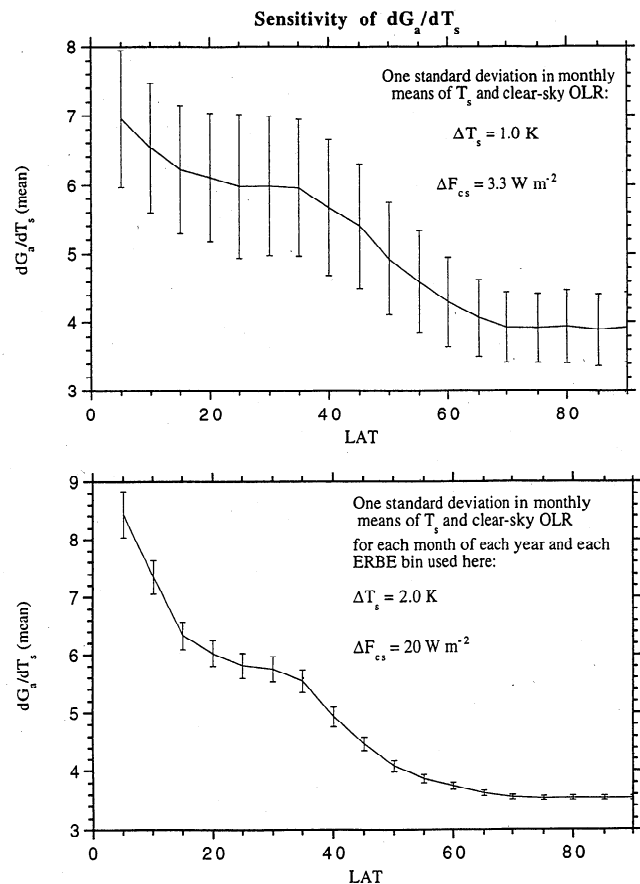 Sensitivity of dGa/dTs
8
7
6
5
4
3
dGa/dTs (mean)
One standard deviation in monthly
means of Ts and clear-sky OLR:
ΔTs = 1.0 K
ΔFcs = 3.3 W m-2
0 20 40 60 80
LAT
9
8
7
6
5
4
3
dGa/dTs (mean)
One standard deviation in monthly
means of Ts and clear-sky OLR
for each month of each year and each
ERBE bin used here:
ΔTs = 2.0 K
ΔFcs = 20 W m-2
0 20 40 60 80
LAT